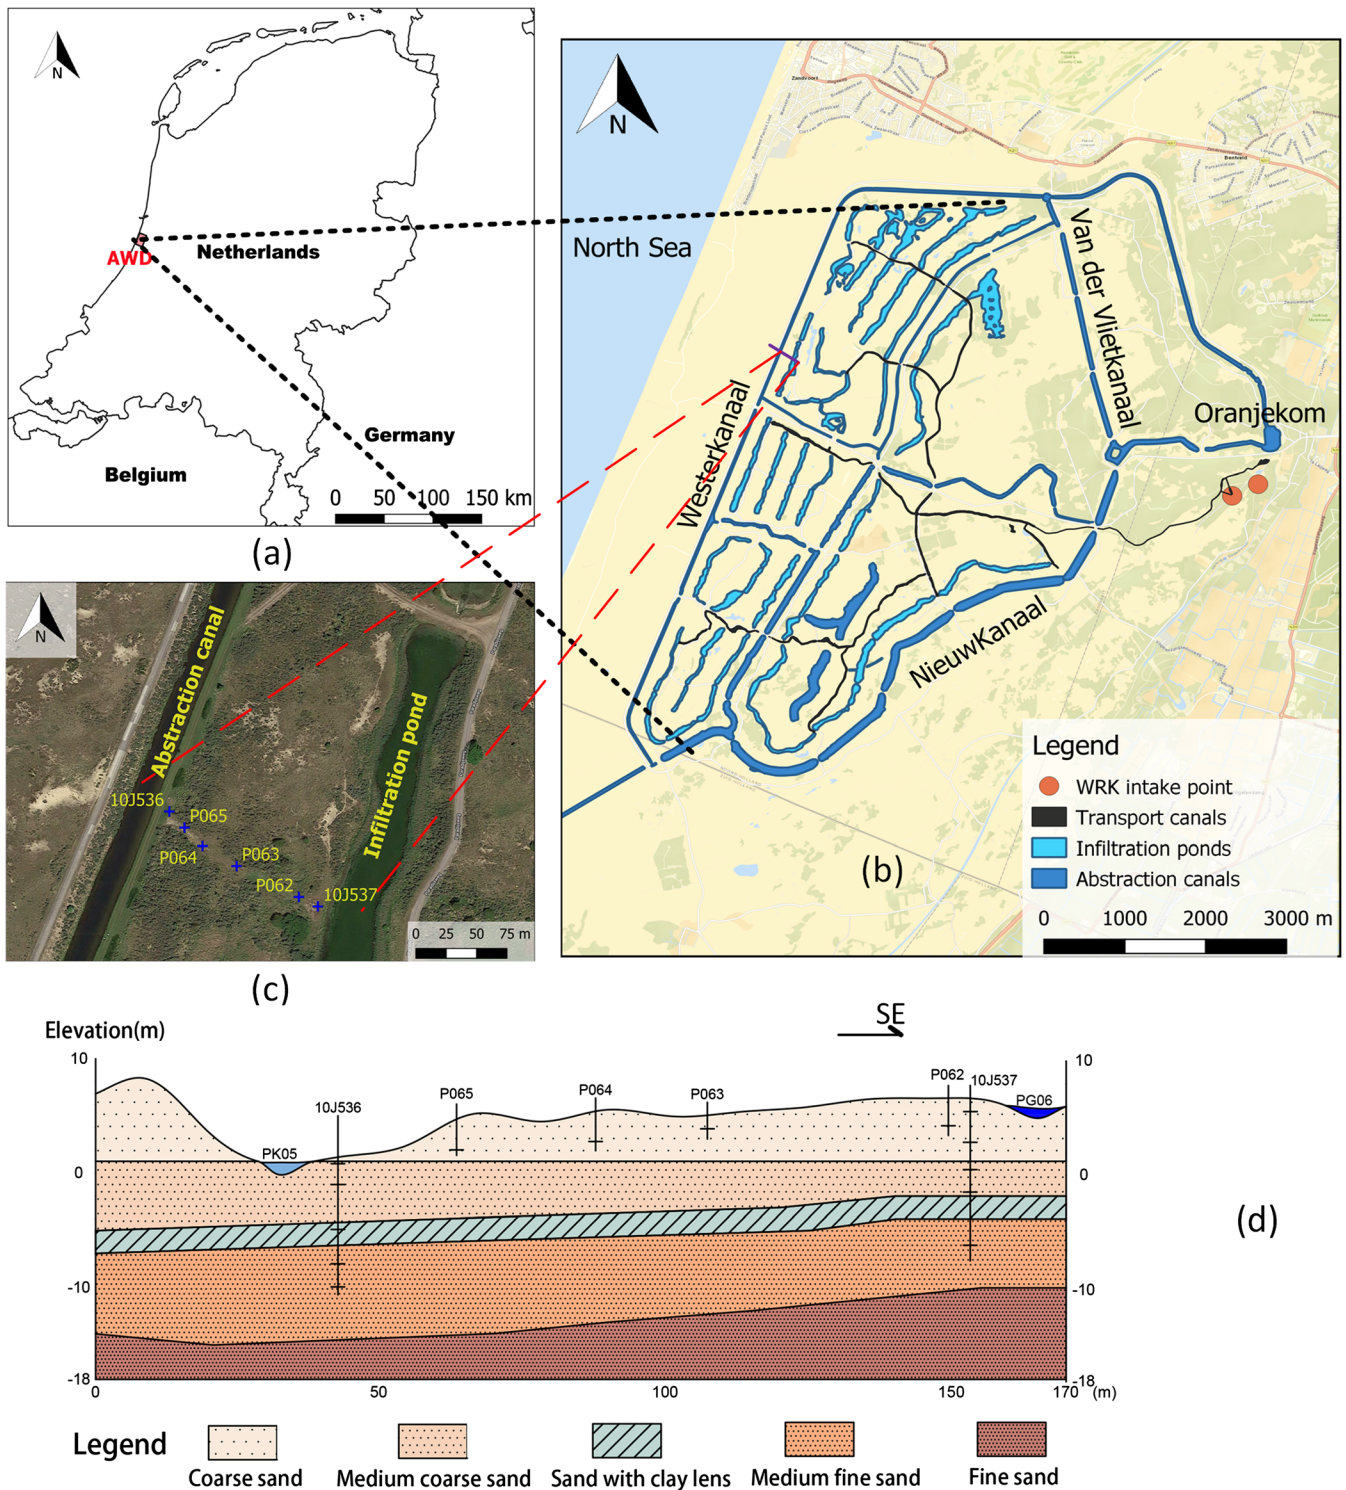 N
Netherlands
AWD
Germany
Belgium
0 50 100 150 km
(a)
N
Zandvoort
Bentveld
North Sea
Van der Vlietkanaal
Oranjekom
Westerkanaal
NieuwKanaal
Legend
WRK intake point
Transport canals
Infiltration ponds
Abstraction canals
0 1000 2000 3000 m
(b)
N
Abstraction canal
Infiltration pond
10J536
P065
P064
P063
P062
10J537
0 25 50 75 m
(c)
Elevation(m)
SE
10
0
-10
-18
10
0
-10
-18
10J536
P065
P064
P063
P062
10J537
PK05
PG06
0 50 100 150 170 (m)
(d)
Legend
Coarse sand
Medium coarse sand
Sand with clay lens
Medium fine sand
Fine sand